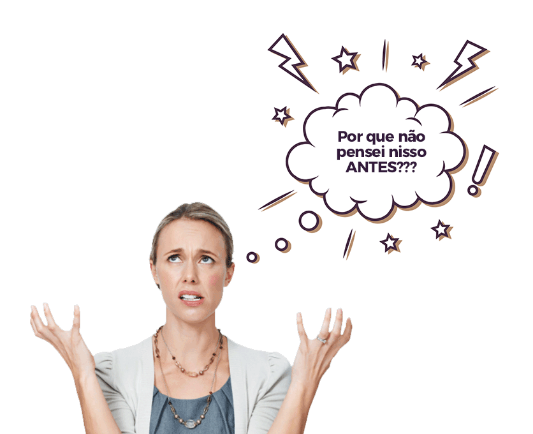 Por que não
pensei nisso
ANTES???